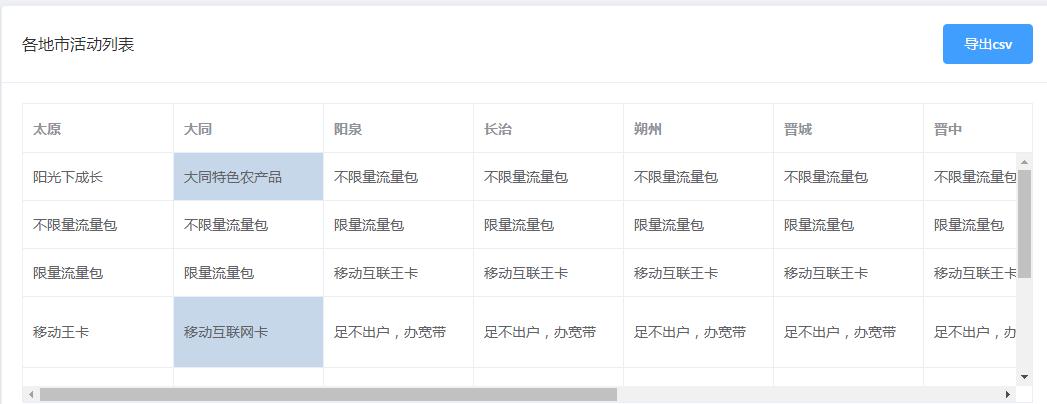 各地市活动列表
导出csv
太原 大同 阳泉 长治 朔州 晋城 晋中
阳光下成长 大同特色农产品 不限量流量包 不限量流量包 不限量流量包 不限量流量包 不限量流量包
不限量流量包 不限量流量包 限量流量包 限量流量包 限量流量包 限量流量包 限量流量包
限量流量包 限量流量包 移动互联王卡 移动互联王卡 移动互联王卡 移动互联王卡 移动互联王卡
移动王卡 移动互联网卡 足不出户，办宽带 足不出户，办宽带 足不出户，办宽带 足不出户，办宽带 足不出户，办